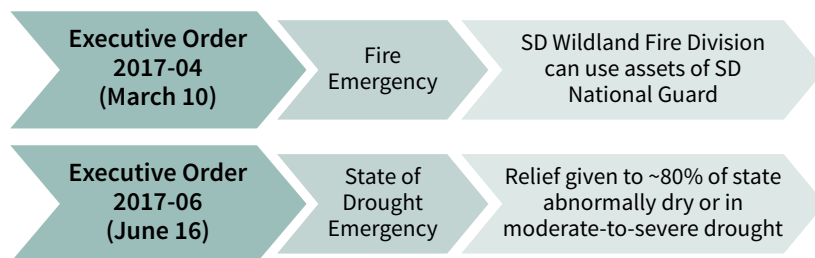 Executive Order
2017-04
(March 10)
Fire
Emergency
SD Wildland Fire Division
can use assets of SD
National Guard
Executive Order
2017-06
(June 16)
State of
Drought
Emergency
Relief given to ~80% of state
abnormally dry or in
moderate-to-severe drought